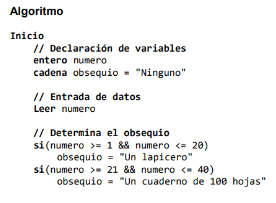 Algoritmo
Inicio
// Declaración de variables
entero numero
cadena obsequio = "Ninguno"
// Entrada de datos
Leer numero
// Determina el obsequio
si(numero >= 1 && numero <= 20)
obsequio = "Un lapicero"
si(numero >= 21 && numero <= 40)
obsequio = "Un cuaderno de 100 hojas"